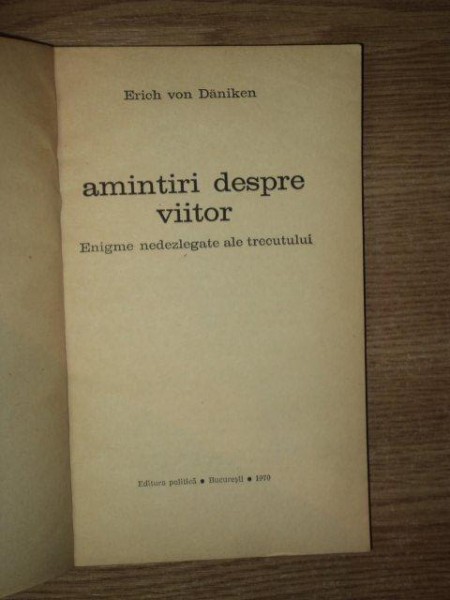 Erich von Däniken
amintiri despre
viitor
Enigme nedezlegate ale trecutului
Editura politică • București • 1970